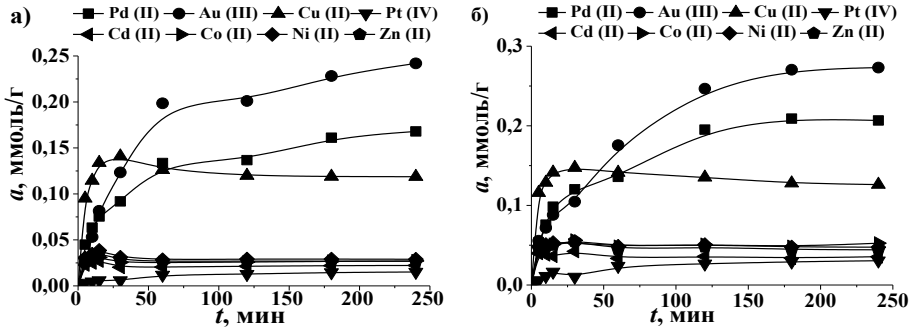 а)
Pd (II) Au (III) Cu (II) Pt (IV)
Cd (II) Co (II) Ni (II) Zn (II)
0,25
0,20
0,15
0,10
0,05
0,00
a, ммоль/г
0 50 100 150 200 250
t, мин
б)
Pd (II) Au (III) Cu (II) Pt (IV)
Cd (II) Co (II) Ni (II) Zn (II)
0,3
0,2
0,1
0,0
a, ммоль/г
0 50 100 150 200 250
t, мин